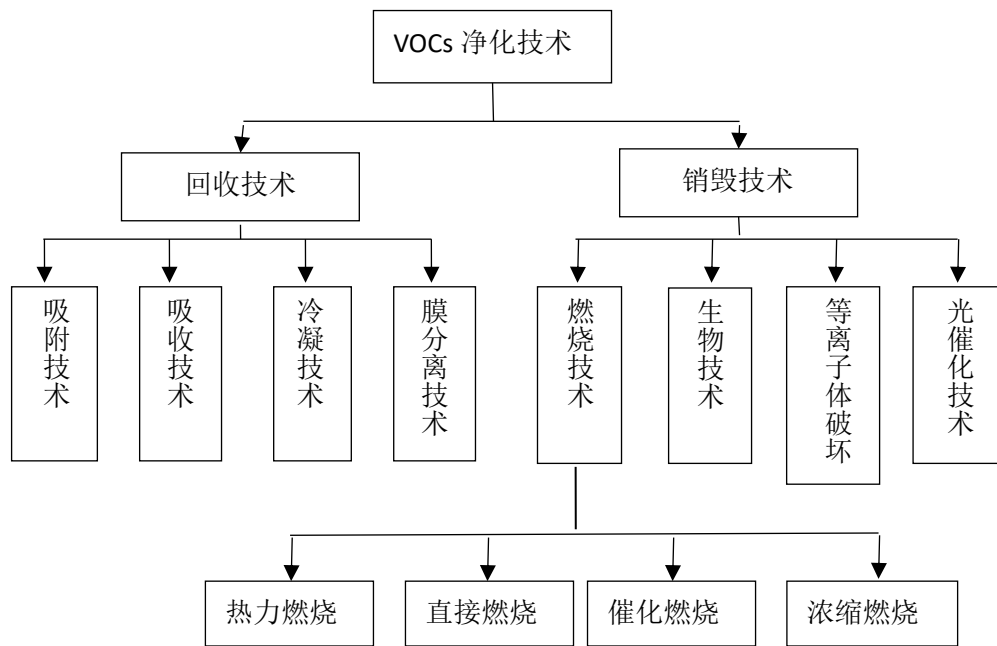 VOCs 净化技术
回收技术
销毁技术
吸附技术
吸收技术
冷凝技术
膜分离技术
燃烧技术
生物技术
等离子体破坏
光催化技术
热力燃烧
直接燃烧
催化燃烧
浓缩燃烧